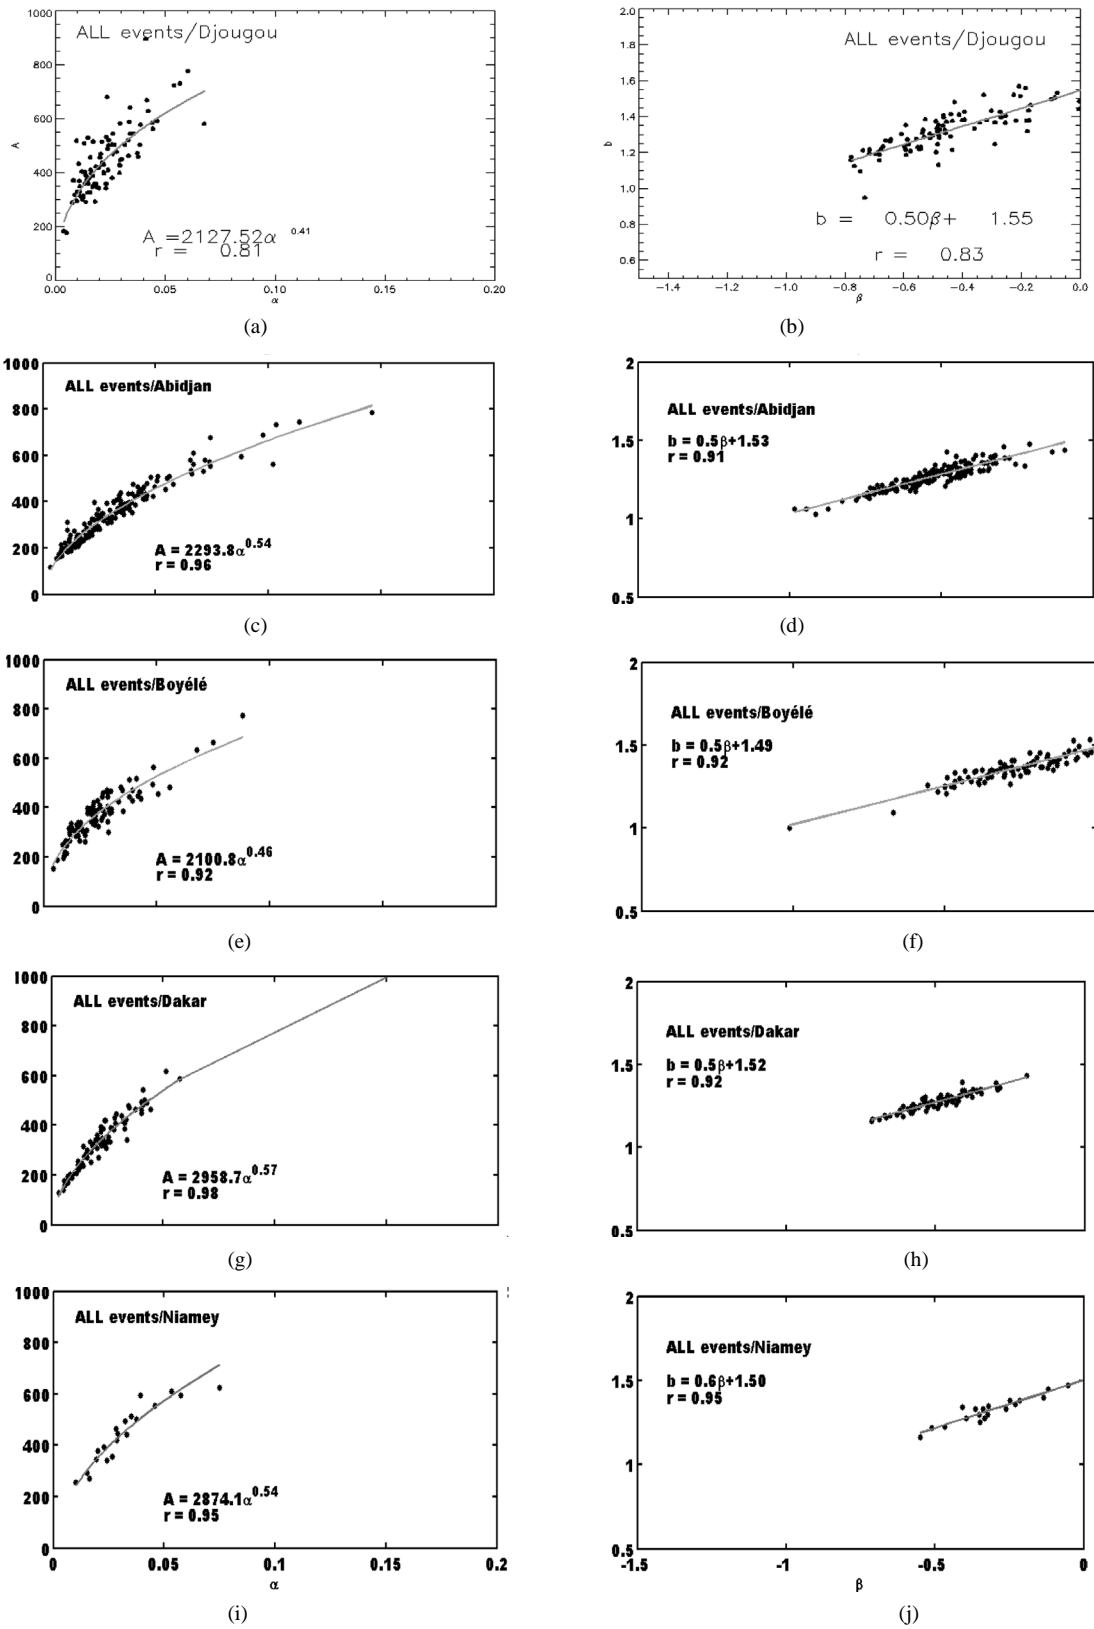 ALL events/Djougou
A
1000
800
600
400
200
0
A =2127.52α 0.41
r = 0.81
0.00 0.05 0.10 0.15 0.20
α
(a)
ALL events/Djougou
b
2.0
1.8
1.6
1.4
1.2
1.0
0.8
0.6
b = 0.50β+ 1.55
r = 0.83
-1.4 -1.2 -1.0 -0.8 -0.6 -0.4 -0.2 0.0
β
(b)
1000
800
600
400
200
0
ALL events/Abidjan
A = 2293.8α0.54
r = 0.96
(c)
2
1.5
1
0.5
ALL events/Abidjan
b = 0.5β+1.53
r = 0.91
(d)
1000
800
600
400
200
0
ALL events/Boyélé
A = 2100.8α0.46
r = 0.92
(e)
2
1.5
1
0.5
ALL events/Boyélé
b = 0.5β+1.49
r = 0.92
(f)
1000
800
600
400
200
0
ALL events/Dakar
A = 2958.7α0.57
r = 0.98
(g)
2
1.5
1
0.5
ALL events/Dakar
b = 0.5β+1.52
r = 0.92
(h)
1000
800
600
400
200
0
ALL events/Niamey
A = 2874.1α0.54
r = 0.95
0 0.05 0.1 0.15 0.2
α
(i)
2
1.5
1
0.5
ALL events/Niamey
b = 0.6β+1.50
r = 0.95
-1.5 -1 -0.5 0
β
(j)